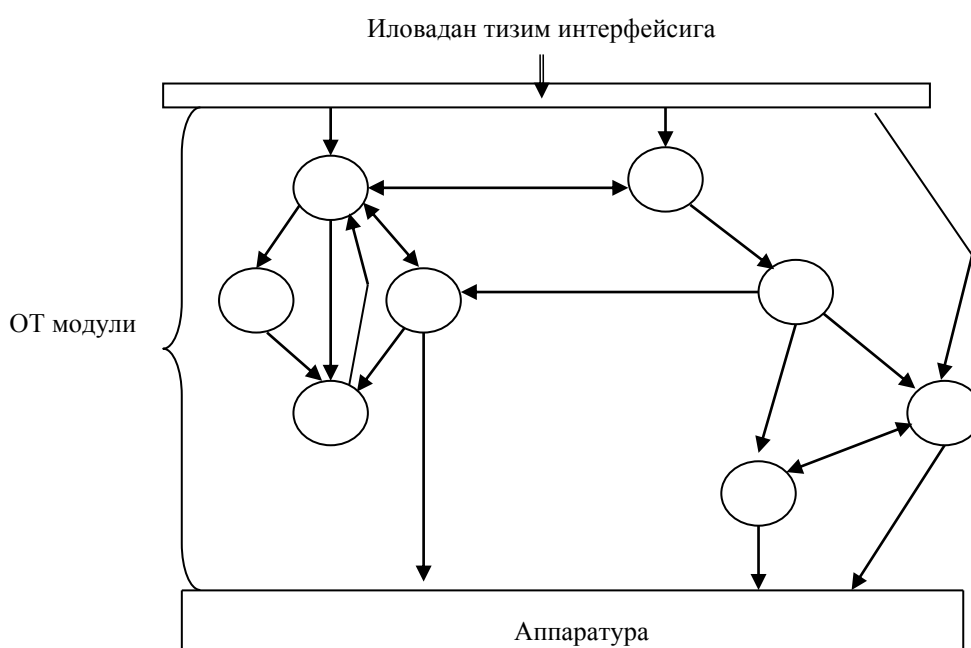 Иловадан тизим интерфейсига
ОТ модули
Аппаратура